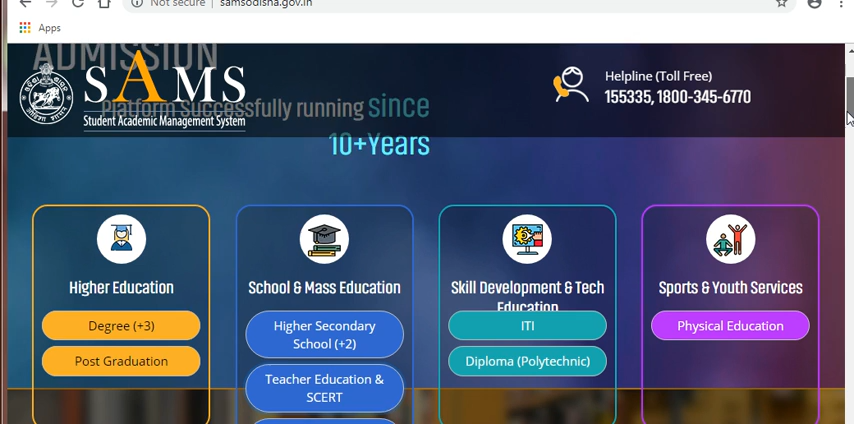 Not secure | samsodisha.gov.in
Apps
ADMISSION
SAMS
Student Academic Management System
Platform Successfully running since
10+Years
Helpline (Toll Free)
155335, 1800-345-6770
Higher Education
Degree (+3)
Post Graduation
School & Mass Education
Higher Secondary
School (+2)
Teacher Education &
SCERT
Skill Development & Tech
Education
ITI
Diploma (Polytechnic)
Sports & Youth Services
Physical Education